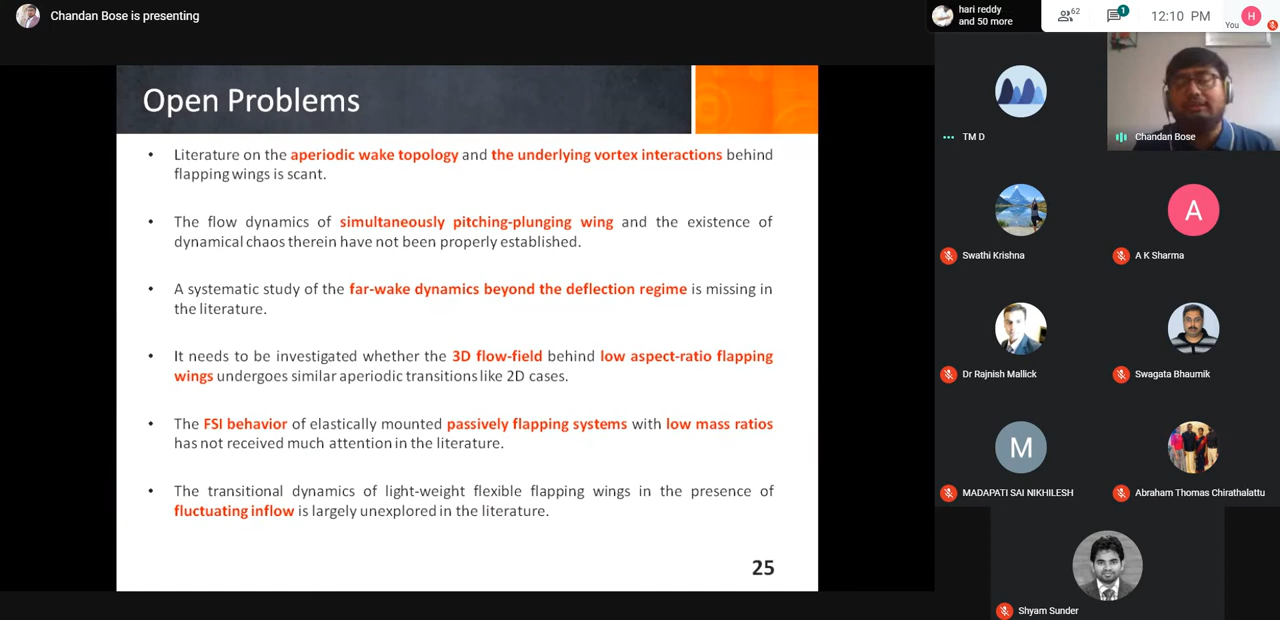 Chandan Bose is presenting
hari reddy
and 50 more
62
1
12:10 PM
You
H
Open Problems
• Literature on the aperiodic wake topology and the underlying vortex interactions behind
flapping wings is scant.
• The flow dynamics of simultaneously pitching-plunging wing and the existence of
dynamical chaos therein have not been properly established.
• A systematic study of the far-wake dynamics beyond the deflection regime is missing in
the literature.
• It needs to be investigated whether the 3D flow-field behind low aspect-ratio flapping
wings undergoes similar aperiodic transitions like 2D cases.
• The FSI behavior of elastically mounted passively flapping systems with low mass ratios
has not received much attention in the literature.
• The transitional dynamics of light-weight flexible flapping wings in the presence of
fluctuating inflow is largely unexplored in the literature.
25
TM D
Chandan Bose
Swathi Krishna
A
A K Sharma
Dr Rajnish Mallick
Swagata Bhaumik
M
MADAPATI SAI NIKHILESH
Abraham Thomas Chirathalattu
Shyam Sunder